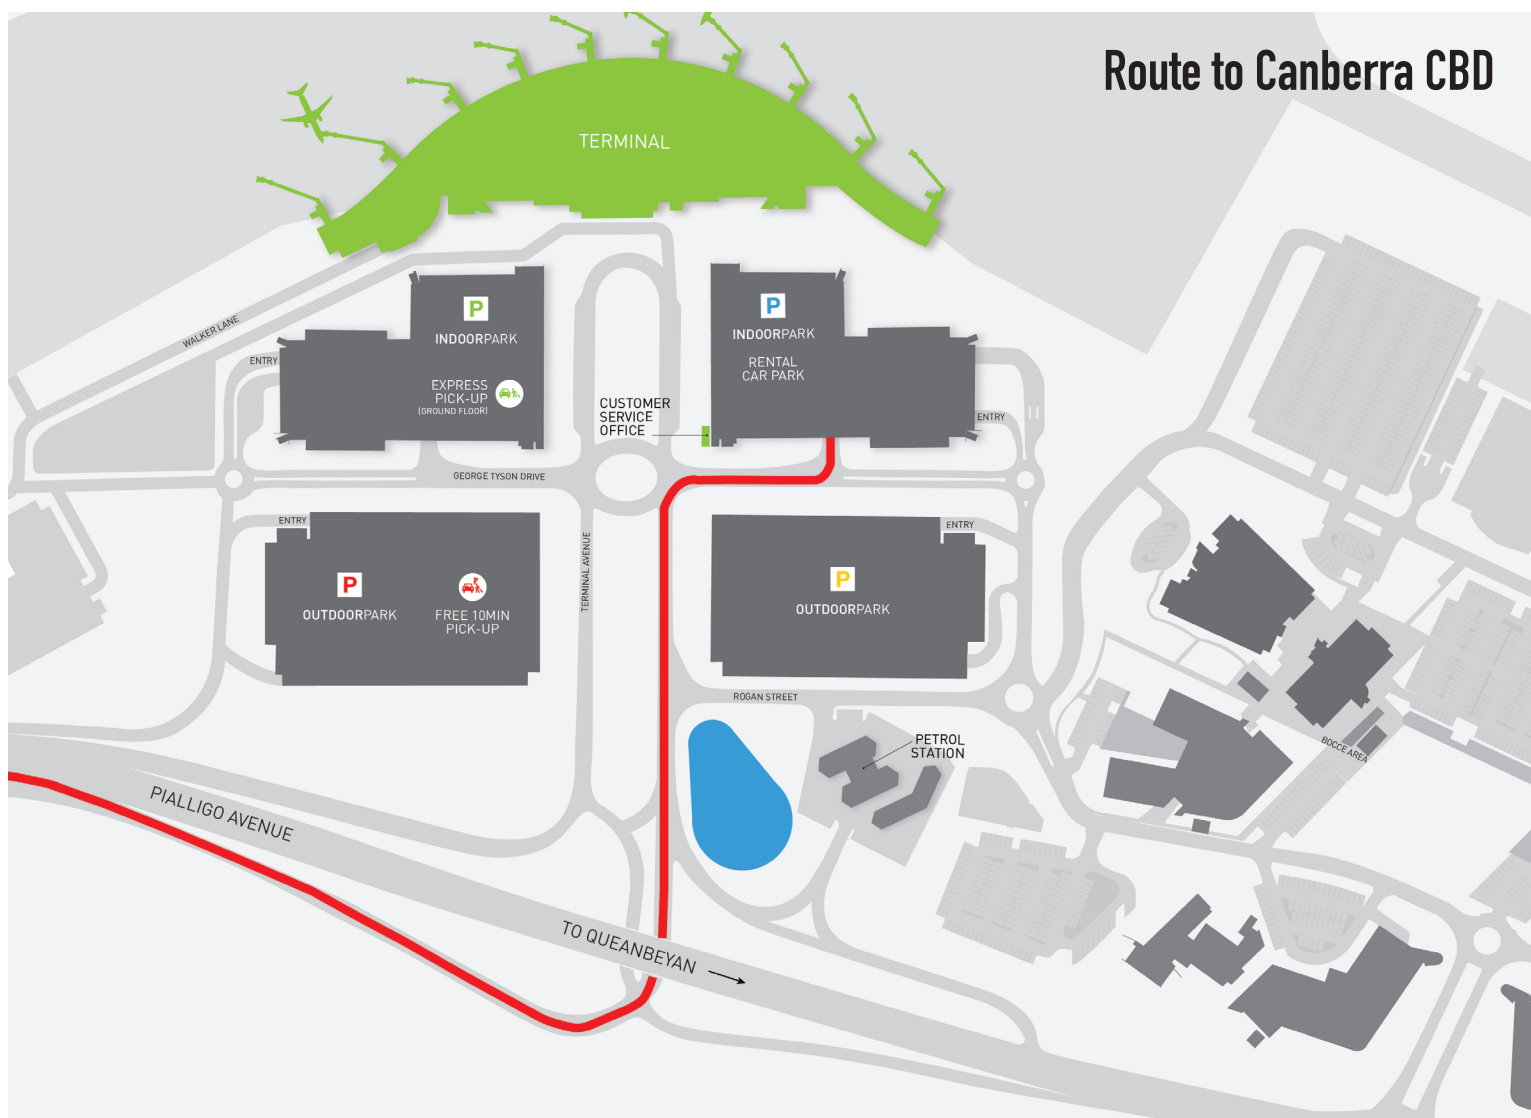 Route to Canberra CBD
TERMINAL
WALKER LANE
P
INDOORPARK
ENTRY
EXPRESS
PICK-UP
(GROUND FLOOR)
P
INDOORPARK
RENTAL
CAR PARK
CUSTOMER
SERVICE
OFFICE
ENTRY
GEORGE TYSON DRIVE
ENTRY
P
OUTDOORPARK
FREE 10MIN
PICK-UP
TERMINAL AVENUE
ENTRY
P
OUTDOORPARK
ROGAN STREET
PETROL
STATION
BOCCE AREA
PIALLIGO AVENUE
TO QUEANBEYAN